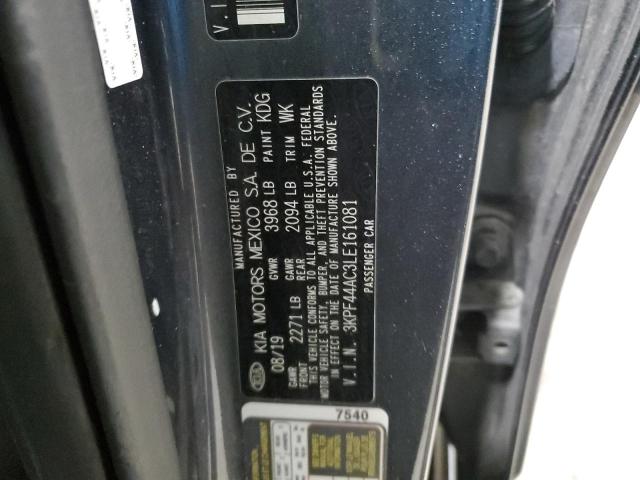 V.I.
MANUFACTURED BY
KIA MOTORS MEXICO S.A. DE C.V.
08/19 GVWR 3968 LB PAINT KDG
GAWR FRONT 2271 LB GAWR REAR 2094 LB TRIM WK
THIS VEHICLE CONFORMS TO ALL APPLICABLE U.S.A. FEDERAL
MOTOR VEHICLE SAFETY, BUMPER, AND THEFT PREVENTION STANDARDS
IN EFFECT ON THE DATE OF MANUFACTURE SHOWN ABOVE.
V.I.N. 3KPF44AC3LE161081
PASSENGER CAR
KIA
7540